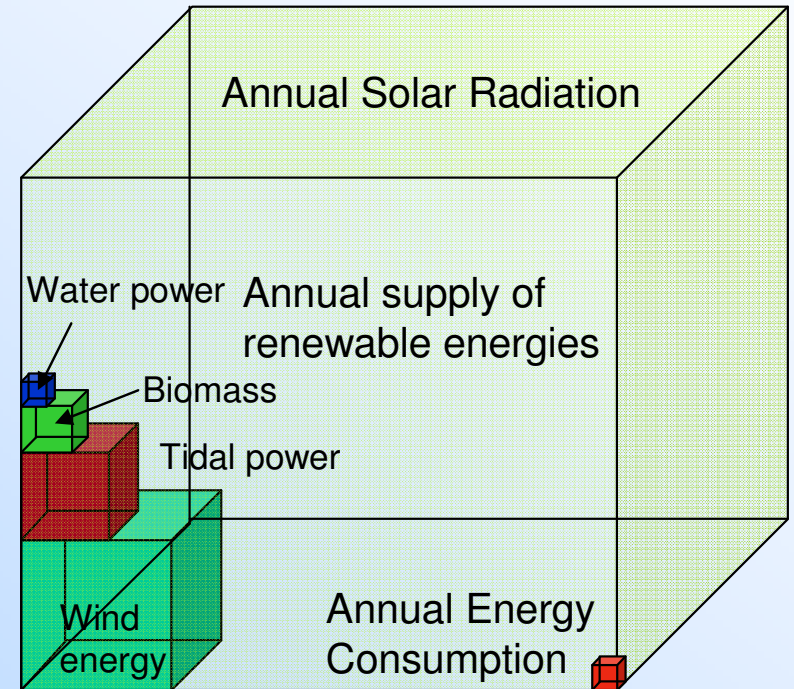 Annual Solar Radiation
Water power
Annual supply of
renewable energies
Biomass
Tidal power
Wind
energy
Annual Energy
Consumption